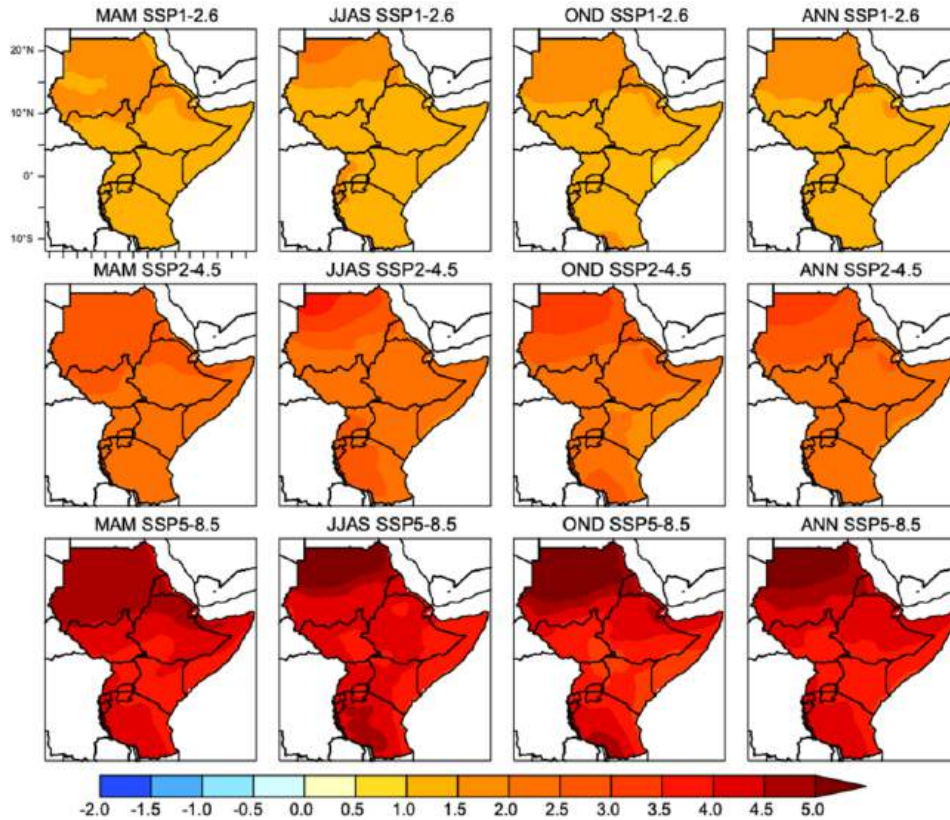 MAM SSP1-2.6 JJAS SSP1-2.6 OND SSP1-2.6 ANN SSP1-2.6
20°N
10°N
0°
10°S
MAM SSP2-4.5 JJAS SSP2-4.5 OND SSP2-4.5 ANN SSP2-4.5
MAM SSP5-8.5 JJAS SSP5-8.5 OND SSP5-8.5 ANN SSP5-8.5
-2.0 -1.5 -1.0 -0.5 0.0 0.5 1.0 1.5 2.0 2.5 3.0 3.5 4.0 4.5 5.0